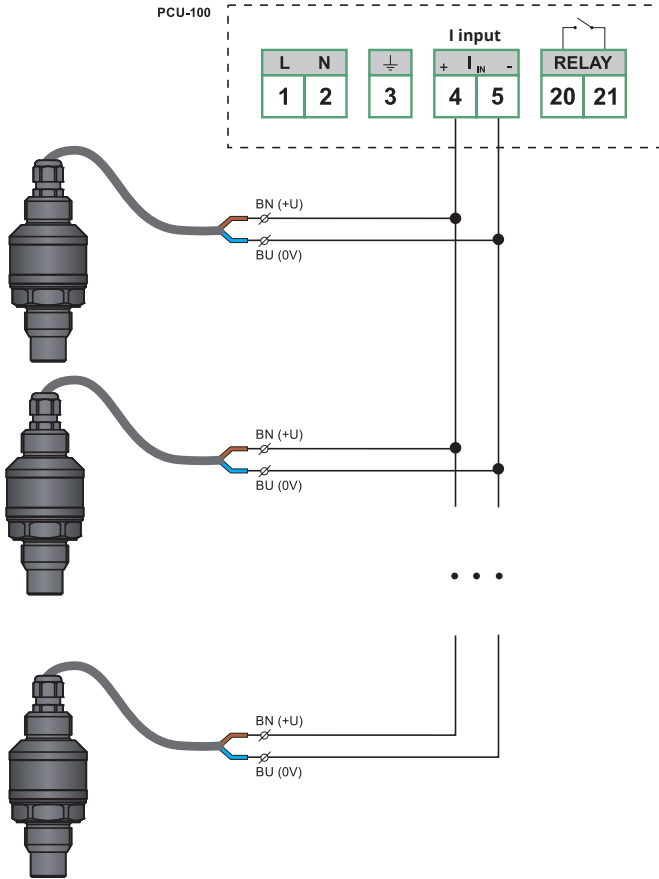 PCU-100
I input
L N
+ I IN -
RELAY
1 2 3 4 5 20 21
BN (+U)
BU (0V)
BN (+U)
BU (0V)
BN (+U)
BU (0V)